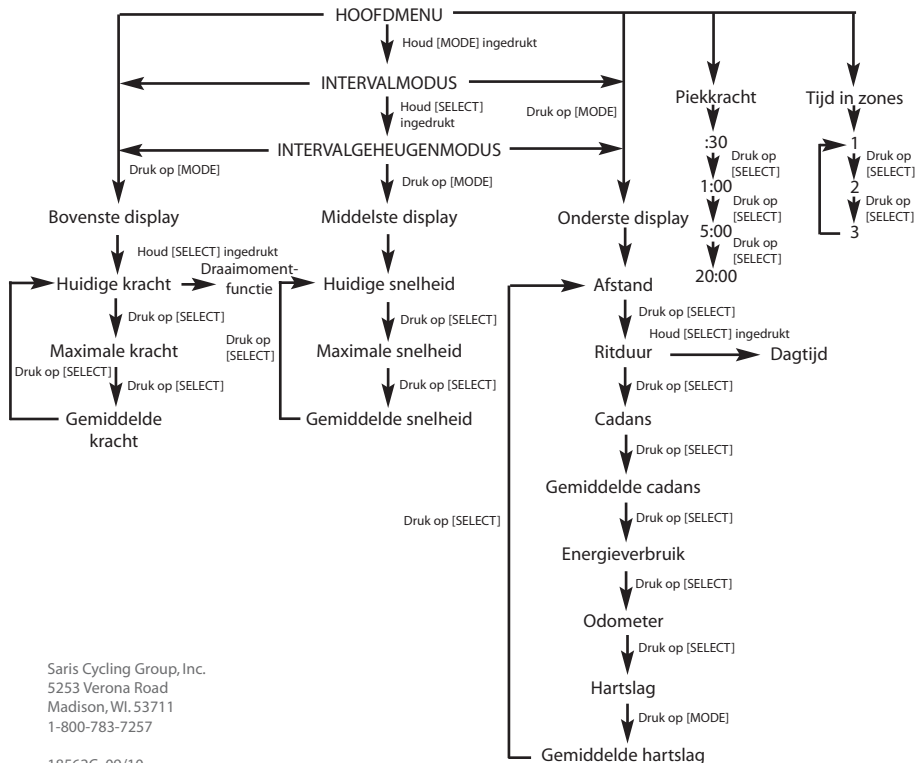 HOOFDMENU
Houd [MODE] ingedrukt
INTERVALMODUS
Houd [SELECT]
ingedrukt
Druk op [MODE]
INTERVALGEHEUGENMODUS
Druk op [MODE]
Druk op [MODE]
Piekkracht
:30
Druk op
[SELECT]
1:00
Druk op
[SELECT]
5:00
Druk op
[SELECT]
20:00
Tijd in zones
1
Druk op
[SELECT]
2
Druk op
[SELECT]
3
Bovenste display
Houd [SELECT] ingedrukt
Huidige kracht
Draaimoment-
functie
Druk op [SELECT]
Maximale kracht
Druk op [SELECT]
Druk op [SELECT]
Gemiddelde
kracht
Middelste display
Huidige snelheid
Druk op [SELECT]
Druk op
[SELECT]
Maximale snelheid
Druk op [SELECT]
Gemiddelde snelheid
Onderste display
Afstand
Druk op [SELECT]
Houd [SELECT] ingedrukt
Ritduur
Dagtijd
Druk op [SELECT]
Cadans
Druk op [SELECT]
Gemiddelde cadans
Druk op [SELECT]
Druk op [SELECT]
Energieverbruik
Druk op [SELECT]
Odometer
Druk op [SELECT]
Hartslag
Druk op [MODE]
Gemiddelde hartslag
Saris Cycling Group, Inc.
5253 Verona Road
Madison, WI. 53711
1-800-783-7257